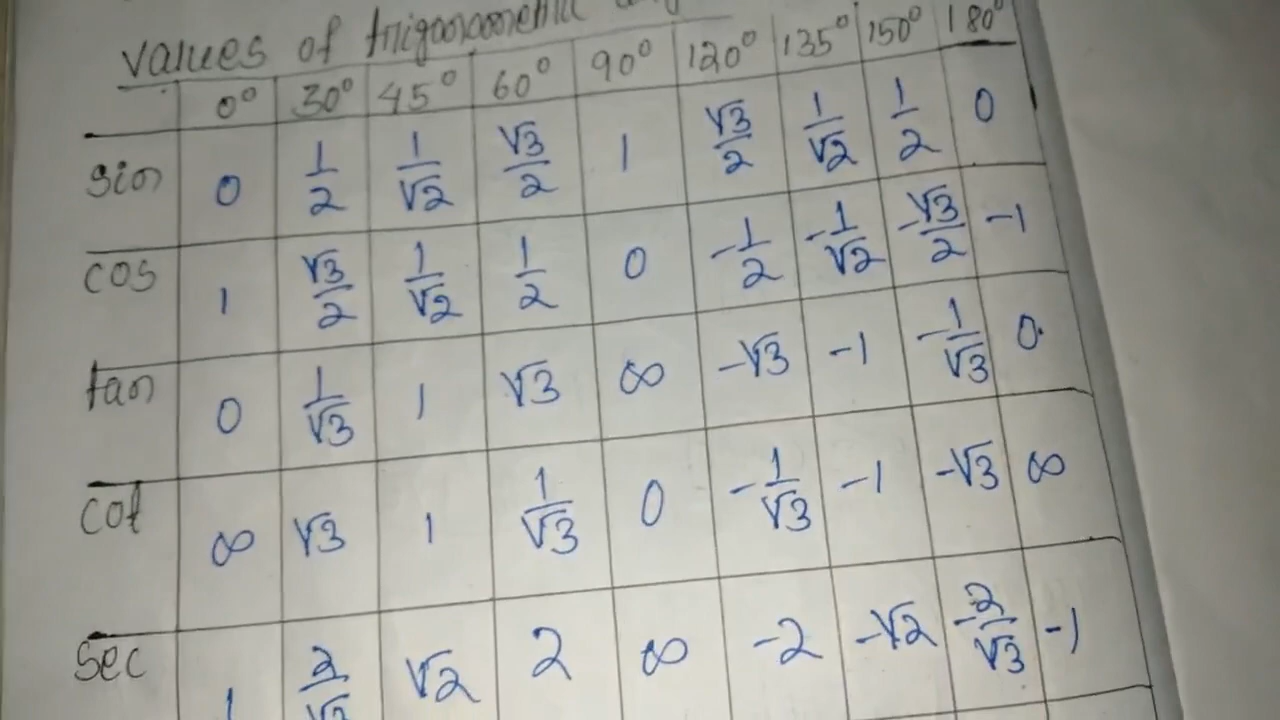 values of trigonometric
0° 30° 45° 60° 90° 120° 135° 150° 180°
sin 0 1/2 1/√2 √3/2 1 √3/2 1/√2 1/2 0
cos 1 √3/2 1/√2 1/2 0 -1/2 -1/√2 -√3/2 -1
tan 0 1/√3 1 √3 ∞ -√3 -1 -1/√3 0
cot ∞ √3 1 1/√3 0 -1/√3 -1 -√3 ∞
sec 1 2/√3 √2 2 ∞ -2 -√2 -2/√3 -1